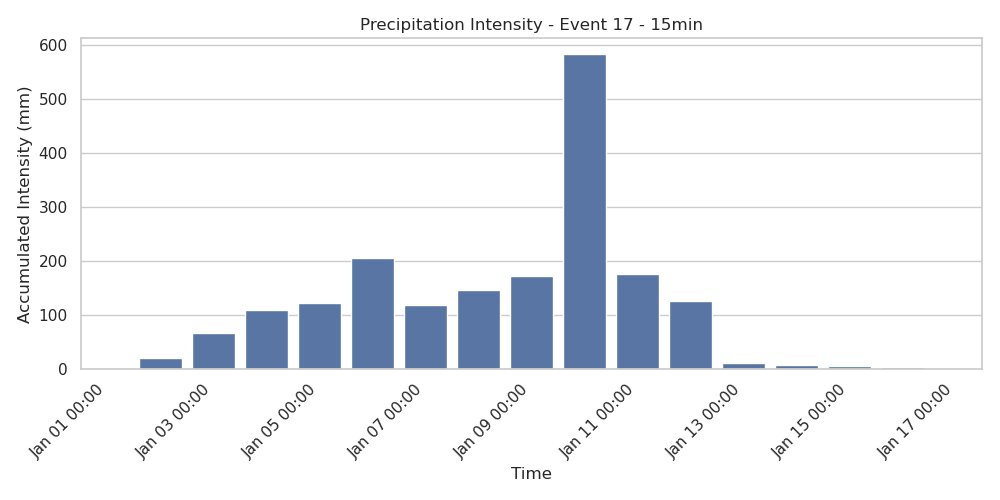 Precipitation Intensity - Event 17 - 15min
Accumulated Intensity (mm)
600
500
400
300
200
100
0
Jan 01 00:00
Jan 03 00:00
Jan 05 00:00
Jan 07 00:00
Jan 09 00:00
Jan 11 00:00
Jan 13 00:00
Jan 15 00:00
Jan 17 00:00
Time